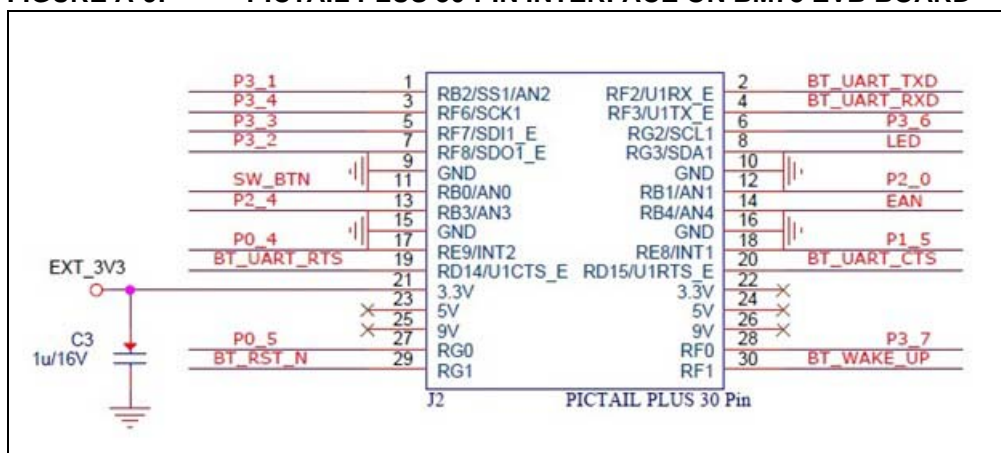 FIGURE PICTAIL PLUS 30-PIN INTERFACE ON EVB BOARD
P3_1 1 RB2/SS1/AN2 RF2/U1RX_E 2 BT_UART_TXD
P3_4 3 RF6/SCK1 RF3/U1TX_E 4 BT_UART_RXD
P3_3 5 RF7/SDI1_E RG2/SCL1 6 P3_6
P3_2 7 RF8/SDO1_E RG3/SDA1 8 LED
9 GND GND 10
SW_BTN 11 RB0/AN0 RB1/AN1 12 P2_0
P2_4 13 RB3/AN3 RB4/AN4 14 EAN
15 GND GND 16
P0_4 17 RE9/INT2 RE8/INT1 18 P1_5
BT_UART_RTS 19 RD14/U1CTS_E RD15/U1RTS_E 20 BT_UART_CTS
EXT_3V3 21 3.3V 3.3V 22
23 5V 5V 24
25 9V 9V 26
P0_5 27 RG0 RF0 28 P3_7
BT_RST_N 29 RG1 RF1 30 BT_WAKE_UP
C3
1u/16V
J2 PICTAIL PLUS 30 Pin